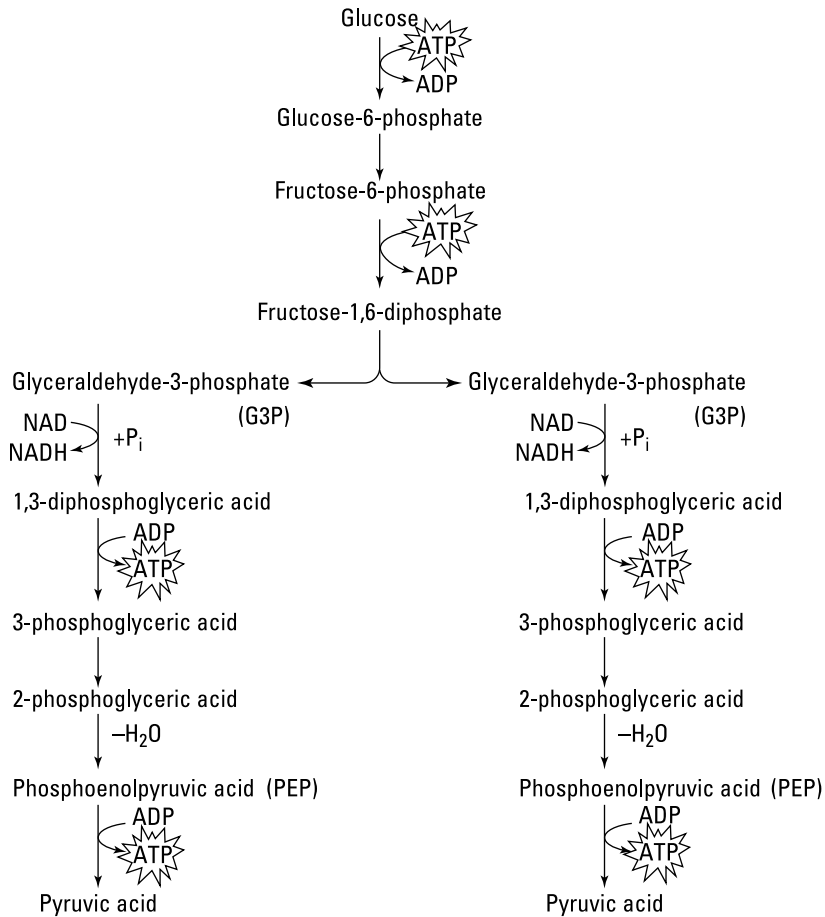 Glucose
ATP
ADP
Glucose-6-phosphate
Fructose-6-phosphate
ATP
ADP
Fructose-1,6-diphosphate
Glyceraldehyde-3-phosphate Glyceraldehyde-3-phosphate
(G3P) (G3P)
NAD NAD
+Pi +Pi
NADH NADH
1,3-diphosphoglyceric acid 1,3-diphosphoglyceric acid
ADP ADP
ATP ATP
3-phosphoglyceric acid 3-phosphoglyceric acid
2-phosphoglyceric acid 2-phosphoglyceric acid
–H₂O –H₂O
Phosphoenolpyruvic acid (PEP) Phosphoenolpyruvic acid (PEP)
ADP ADP
ATP ATP
Pyruvic acid Pyruvic acid